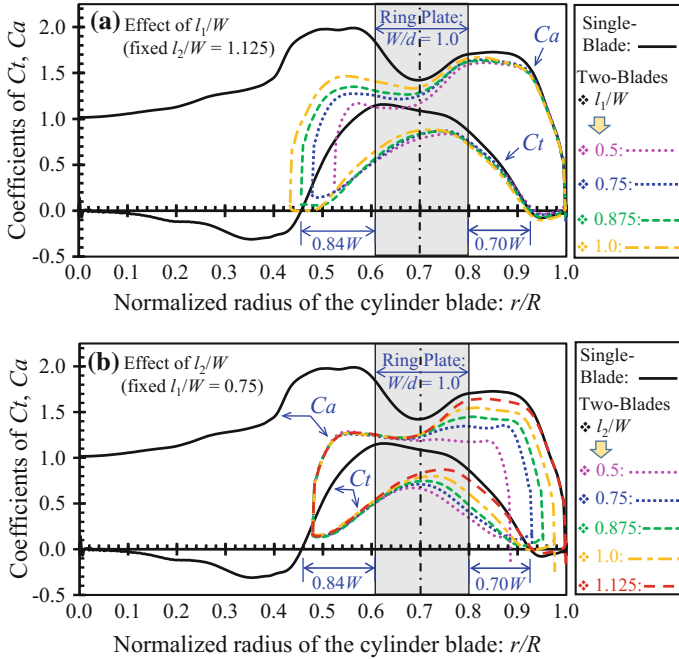 (a) Effect of l₁/W
(fixed l₂/W = 1.125)
Ring Plate:
W/d = 1.0
Ca
Ct
0.84W
0.70W
Coefficients of Ct, Ca
2.0
1.5
1.0
0.5
0.0
-0.5
0.0 0.1 0.2 0.3 0.4 0.5 0.6 0.7 0.8 0.9 1.0
Normalized radius of the cylinder blade: r/R
Single-
Blade:
Two-Blades
❖ l₁/W
❖ 0.5:
❖ 0.75:
❖ 0.875:
❖ 1.0:
(b) Effect of l₂/W
(fixed l₁/W = 0.75)
Ring Plate:
W/d = 1.0
Ca
Ct
0.84W
0.70W
Coefficients of Ct, Ca
2.0
1.5
1.0
0.5
0.0
-0.5
0.0 0.1 0.2 0.3 0.4 0.5 0.6 0.7 0.8 0.9 1.0
Normalized radius of the cylinder blade: r/R
Single-
Blade:
Two-Blades
❖ l₂/W
❖ 0.5:
❖ 0.75:
❖ 0.875:
❖ 1.0:
❖ 1.125: